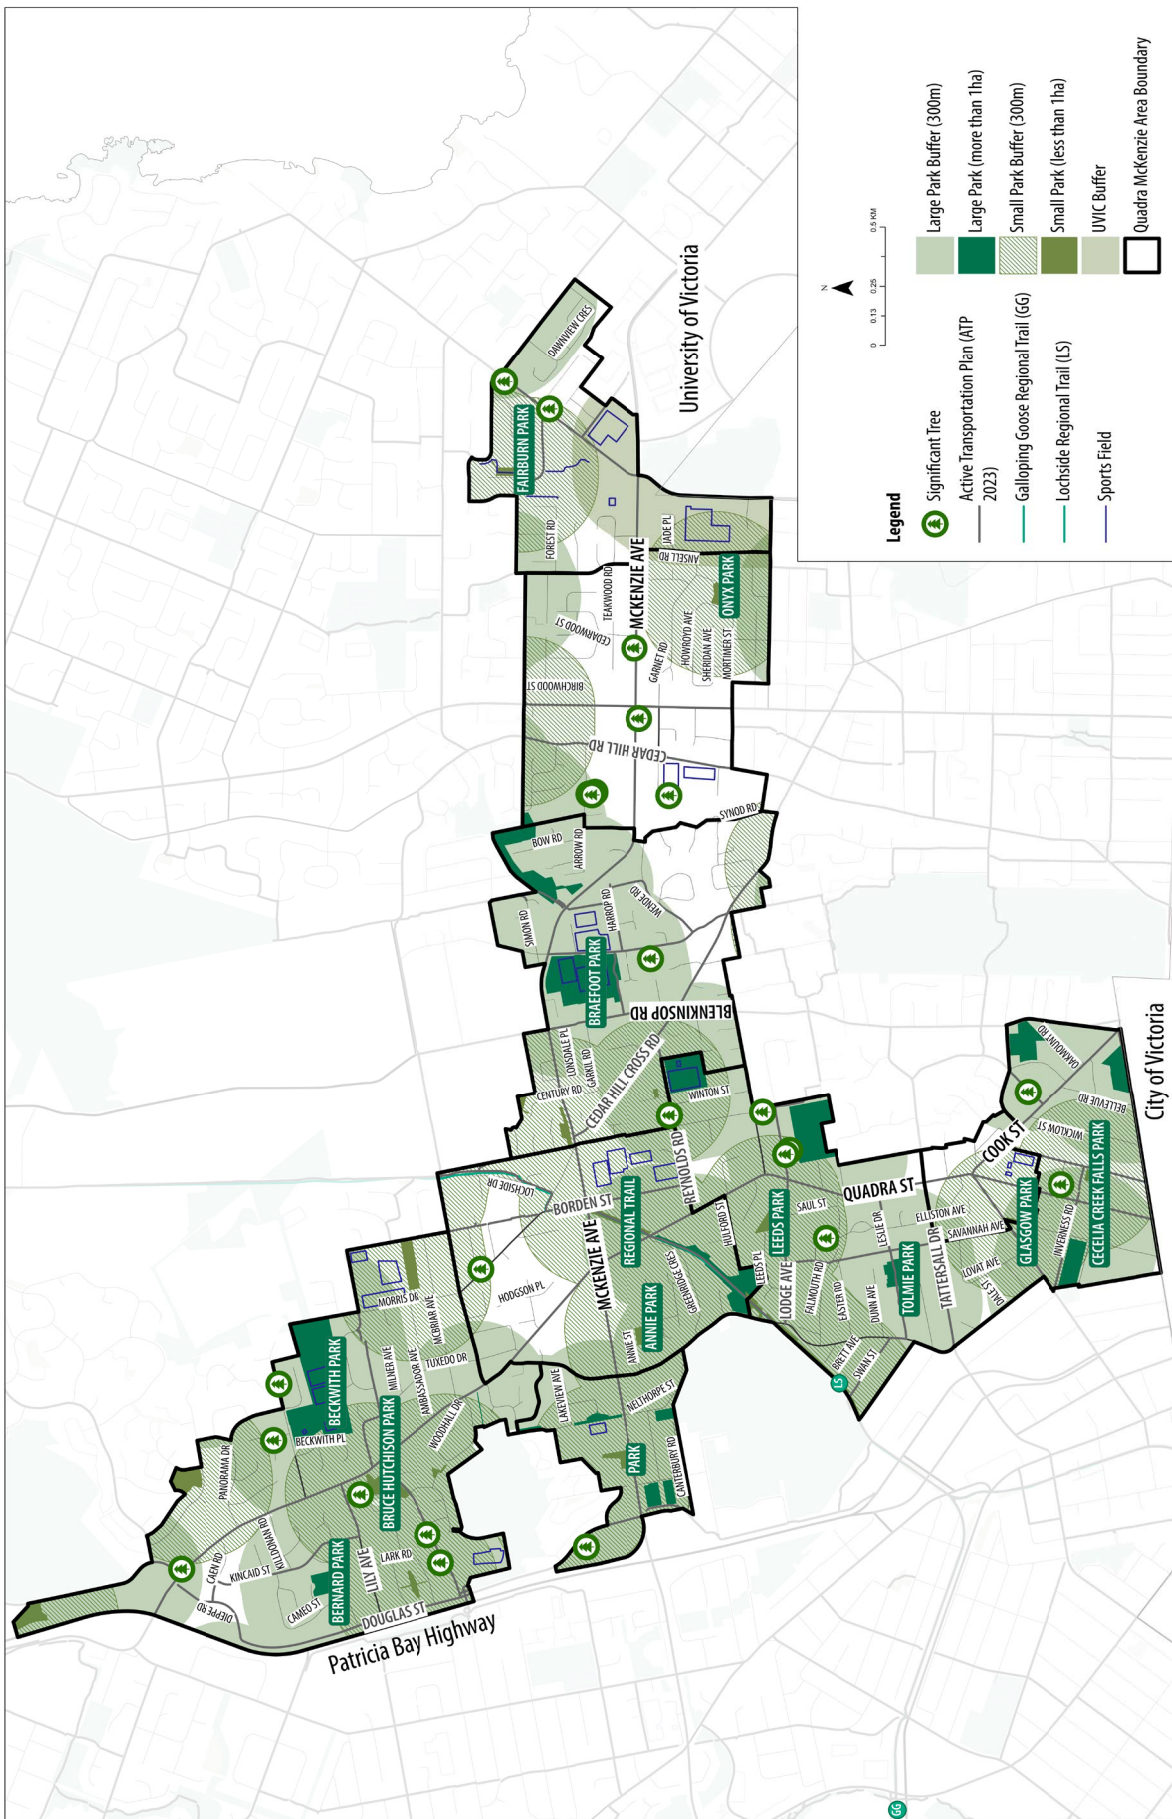 PANORAMA DR
CAEN RD
KINCAID ST
KILLDONAN RD
DIEPPE RD
CAMEO ST
BERNARD PARK
LILY AVE
LARK RD
DOUGLAS ST
Patricia Bay Highway
BECKWITH PL
BECKWITH PARK
BRUCE HUTCHISON PARK
MILNER AVE
AMBASSADOR AVE
MORRIS DR
MCBRIAR AVE
TUXEDO DR
WOODHALL DR
LOCHSIDE DR
HODGSON PL
BORDEN ST
MCKENZIE AVE
REGIONAL TRAIL
LAKEVIEW AVE
ANNIE ST
ANNIE PARK
NELTHORPE ST
PARK
CANTERBURY RD
GREENRIDGE CRES
CENTURY RD
LONSDALE PL
GARKIL RD
CEDAR HILL CROSS RD
WINTON ST
REYNOLDS RD
SIMON RD
BRAEFOOT PARK
HARROP RD
WENDE RD
BLENKINSOP RD
BOW RD
ARROW RD
CEDAR HILL RD
SYNOD RD
BIRCHWOOD ST
CEDARWOOD ST
TEAKWOOD RD
MCKENZIE AVE
GARNET RD
HOWROYD AVE
SHERIDAN AVE
MORTIMER ST
ONYX PARK
ANSELL RD
JADE PL
FOREST RD
FAIRBURN PARK
DAWNVIEW CRES
University of Victoria
HULFORD ST
LEEDS PL
LEEDS PARK
LODGE AVE
SAUL ST
QUADRA ST
FALMOUTH RD
EASTER RD
DUNN AVE
LESLIE DR
TOLMIE PARK
BRETT AVE
SWAN ST
LS
TATTERSALL DR
ELLISTON AVE
SAVANNAH AVE
LOVAT AVE
DALE ST
COOK ST
GLASGOW PARK
INVERNESS RD
CECELIA CREEK FALLS PARK
WICKLOW ST
BELLEVUE RD
OAKMOUNT RD
City of Victoria
GG
N
0 0.13 0.25 0.5 KM
Legend
Significant Tree
Active Transportation Plan (ATP
2023)
Galloping Goose Regional Trail (GG)
Lochside Regional Trail (LS)
Sports Field
Large Park Buffer (300m)
Large Park (more than 1ha)
Small Park Buffer (300m)
Small Park (less than 1ha)
UVIC Buffer
Quadra McKenzie Area Boundary